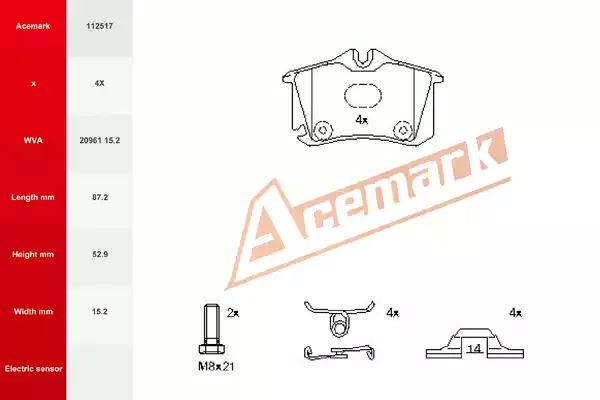 Acemark 112517
x 4X
WVA 20961 15,2
Length mm 87.2
Height mm 52.9
Width mm 15.2
Electric sensor
4x
Acemark
2x
M8x21
4x
4x
14